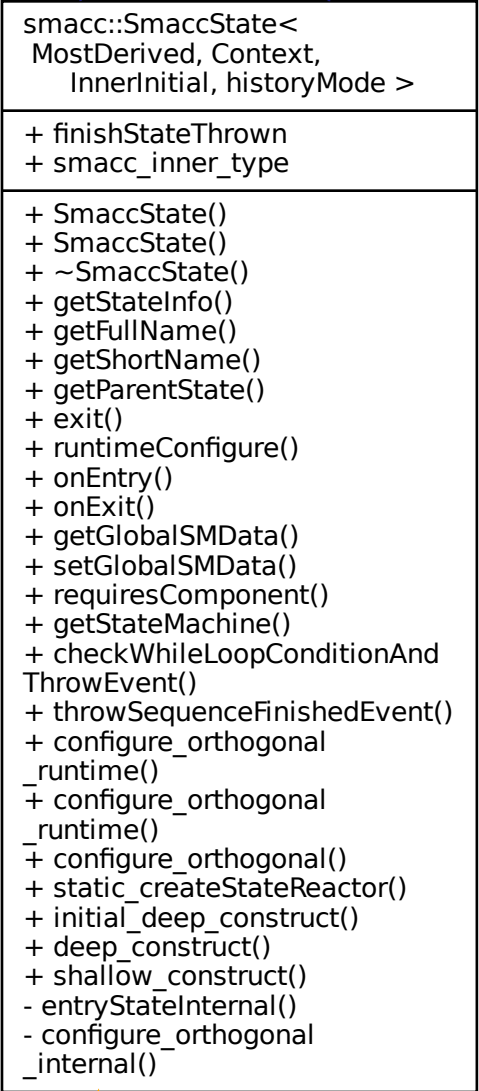 smacc::SmaccState<
MostDerived, Context,
InnerInitial, historyMode >
+ finishStateThrown
+ smacc_inner_type
+ SmaccState()
+ SmaccState()
+ ~SmaccState()
+ getStateInfo()
+ getFullName()
+ getShortName()
+ getParentState()
+ exit()
+ runtimeConfigure()
+ onEntry()
+ onExit()
+ getGlobalSMData()
+ setGlobalSMData()
+ requiresComponent()
+ getStateMachine()
+ checkWhileLoopConditionAnd
ThrowEvent()
+ throwSequenceFinishedEvent()
+ configure_orthogonal
_runtime()
+ configure_orthogonal
_runtime()
+ configure_orthogonal()
+ static_createStateReactor()
+ initial_deep_construct()
+ deep_construct()
+ shallow_construct()
- entryStateInternal()
- configure_orthogonal
_internal()